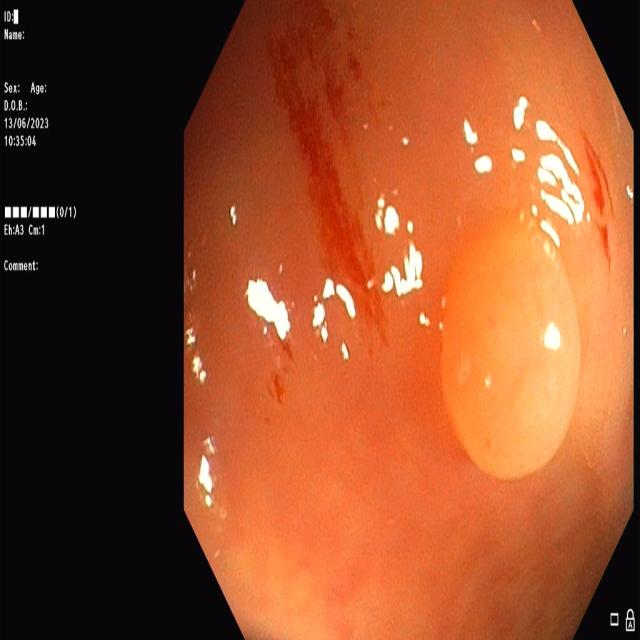 ID:
Name:
Sex: Age:
D.O.B.:
13/06/2023
10:35:04
■■■/■■■(0/1)
Eh:A3 Cm:1
Comment: